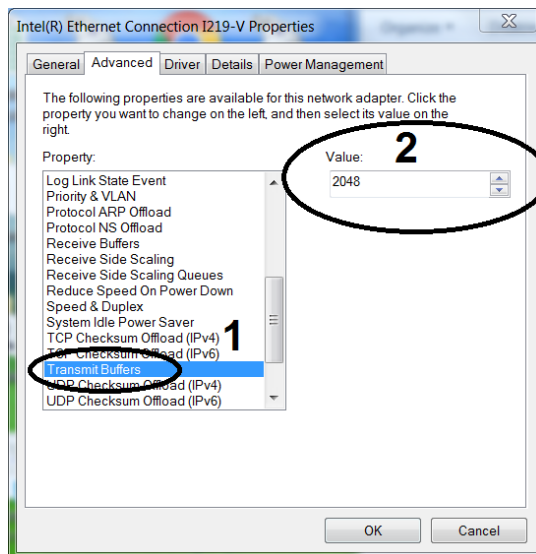 Intel(R) Ethernet Connection I219-V Properties
General Advanced Driver Details Power Management
The following properties are available for this network adapter. Click the
property you want to change on the left, and then select its value on the
right.
Property:
Value:
2
2048
Log Link State Event
Priority & VLAN
Protocol ARP Offload
Protocol NS Offload
Receive Buffers
Receive Side Scaling
Receive Side Scaling Queues
Reduce Speed On Power Down
Speed & Duplex
System Idle Power Saver
1
TCP Checksum Offload (IPv4)
TCP Checksum Offload (IPv6)
Transmit Buffers
UDP Checksum Offload (IPv4)
UDP Checksum Offload (IPv6)
OK
Cancel